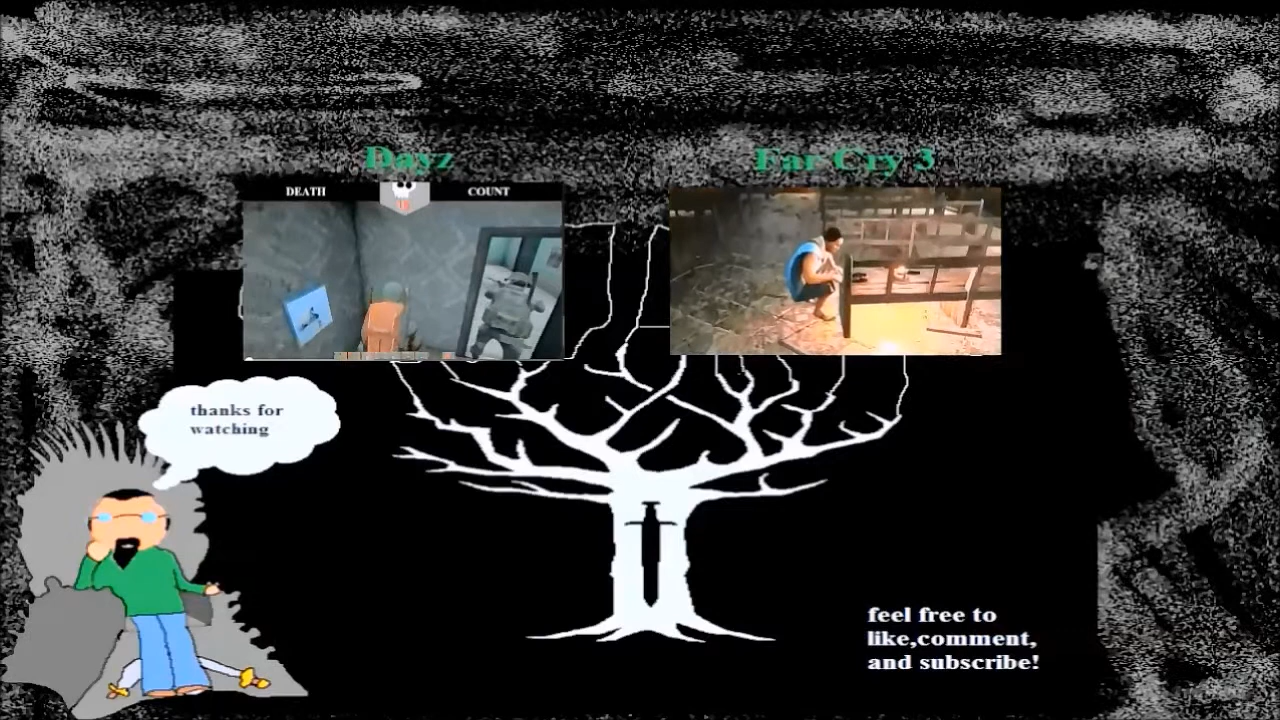 Dayz
Far Cry 3
DEATH
COUNT
thanks for
watching
feel free to
like,comment,
and subscribe!